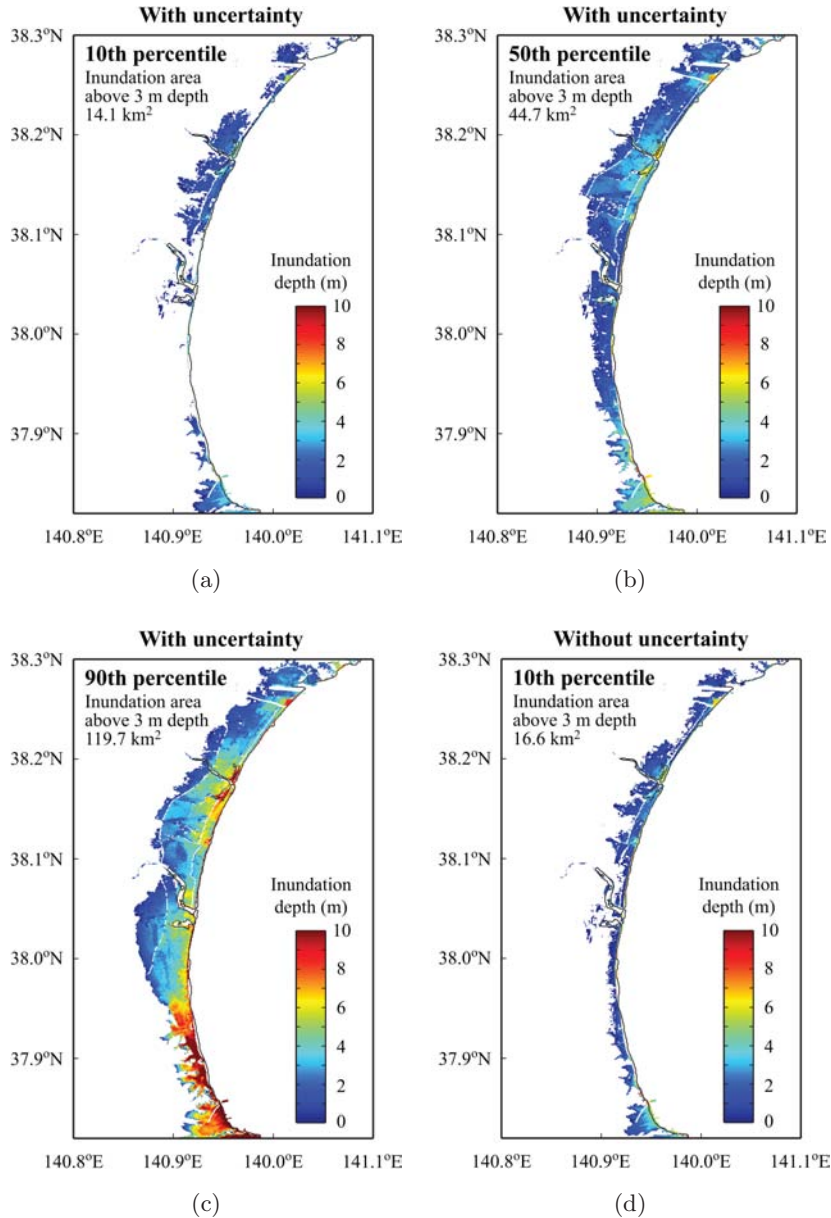 With uncertainty
10th percentile
Inundation area
above 3 m depth
14.1 km²
38.3°N
38.2°N
38.1°N
38.0°N
37.9°N
Inundation
depth (m)
10
8
6
4
2
0
140.8°E 140.9°E 140.0°E 141.1°E
(a)
With uncertainty
50th percentile
Inundation area
above 3 m depth
44.7 km²
38.3°N
38.2°N
38.1°N
38.0°N
37.9°N
Inundation
depth (m)
10
8
6
4
2
0
140.8°E 140.9°E 140.0°E 141.1°E
(b)
With uncertainty
90th percentile
Inundation area
above 3 m depth
119.7 km²
38.3°N
38.2°N
38.1°N
38.0°N
37.9°N
Inundation
depth (m)
10
8
6
4
2
0
140.8°E 140.9°E 140.0°E 141.1°E
(c)
Without uncertainty
10th percentile
Inundation area
above 3 m depth
16.6 km²
38.3°N
38.2°N
38.1°N
38.0°N
37.9°N
Inundation
depth (m)
10
8
6
4
2
0
140.8°E 140.9°E 140.0°E 141.1°E
(d)